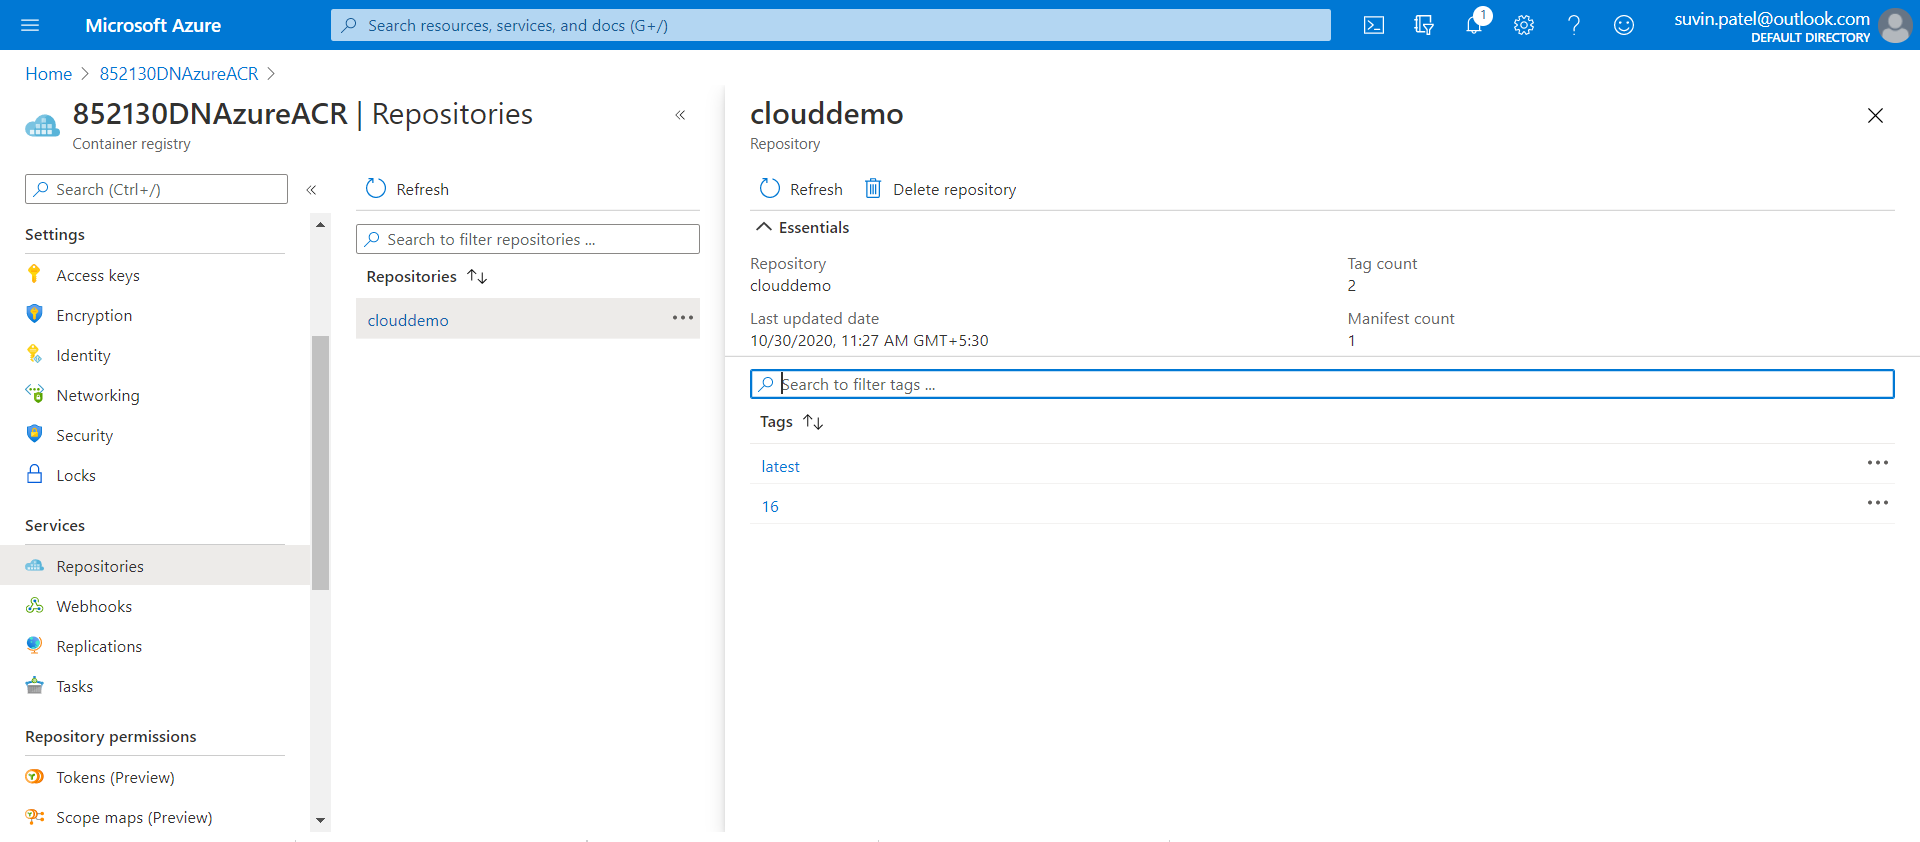 Microsoft Azure
Search resources, services, and docs (G+/)
1
suvin.patel@outlook.com
DEFAULT DIRECTORY
Home > 852130DNAzureACR >
852130DNAzureACR | Repositories
Container registry
Search (Ctrl+/)
Settings
Access keys
Encryption
Identity
Networking
Security
Locks
Services
Repositories
Webhooks
Replications
Tasks
Repository permissions
Tokens (Preview)
Scope maps (Preview)
Refresh
Search to filter repositories ...
Repositories
clouddemo
clouddemo
Repository
Refresh
Delete repository
Essentials
Repository
clouddemo
Tag count
2
Last updated date
10/30/2020, 11:27 AM GMT+5:30
Manifest count
1
Search to filter tags ...
Tags
latest
16